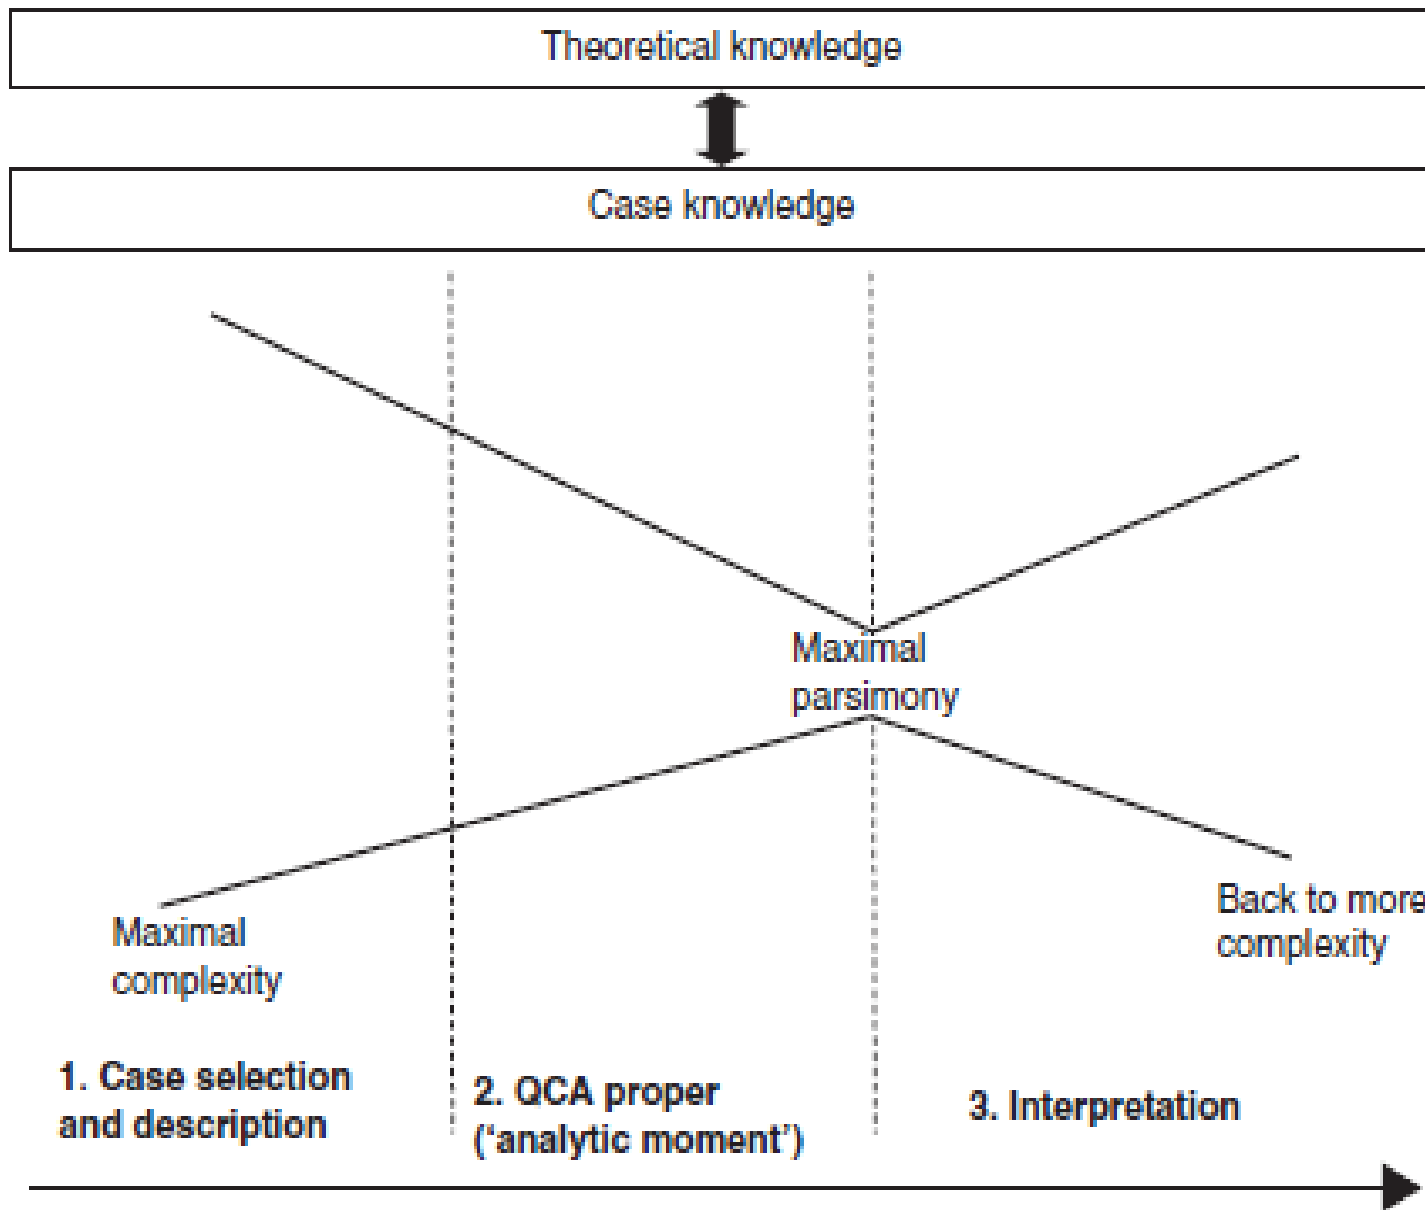 Theoretical knowledge
Case knowledge
Maximal
parsimony
Maximal
complexity
Back to more
complexity
1. Case selection
and description
2. QCA proper
(‘analytic moment’)
3. Interpretation